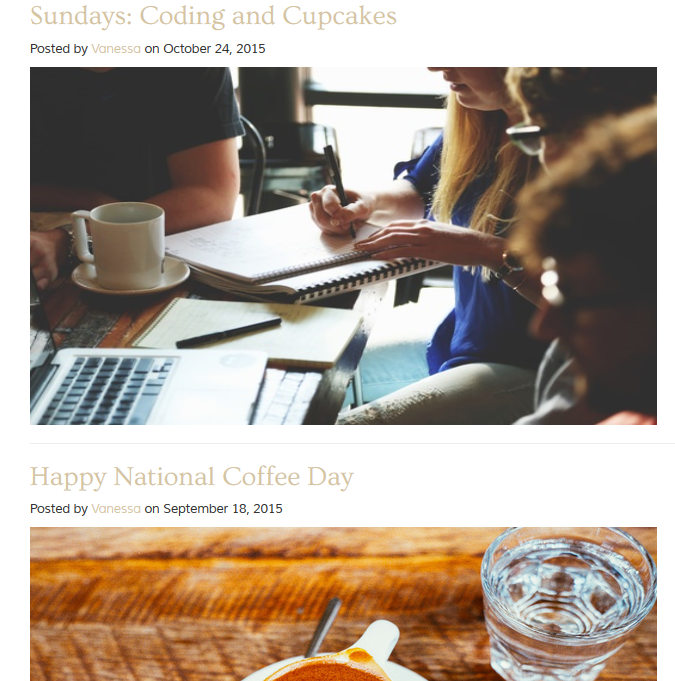 Sundays: Coding and Cupcakes
Posted by Vanessa on October 24, 2015
Happy National Coffee Day
Posted by Vanessa on September 18, 2015